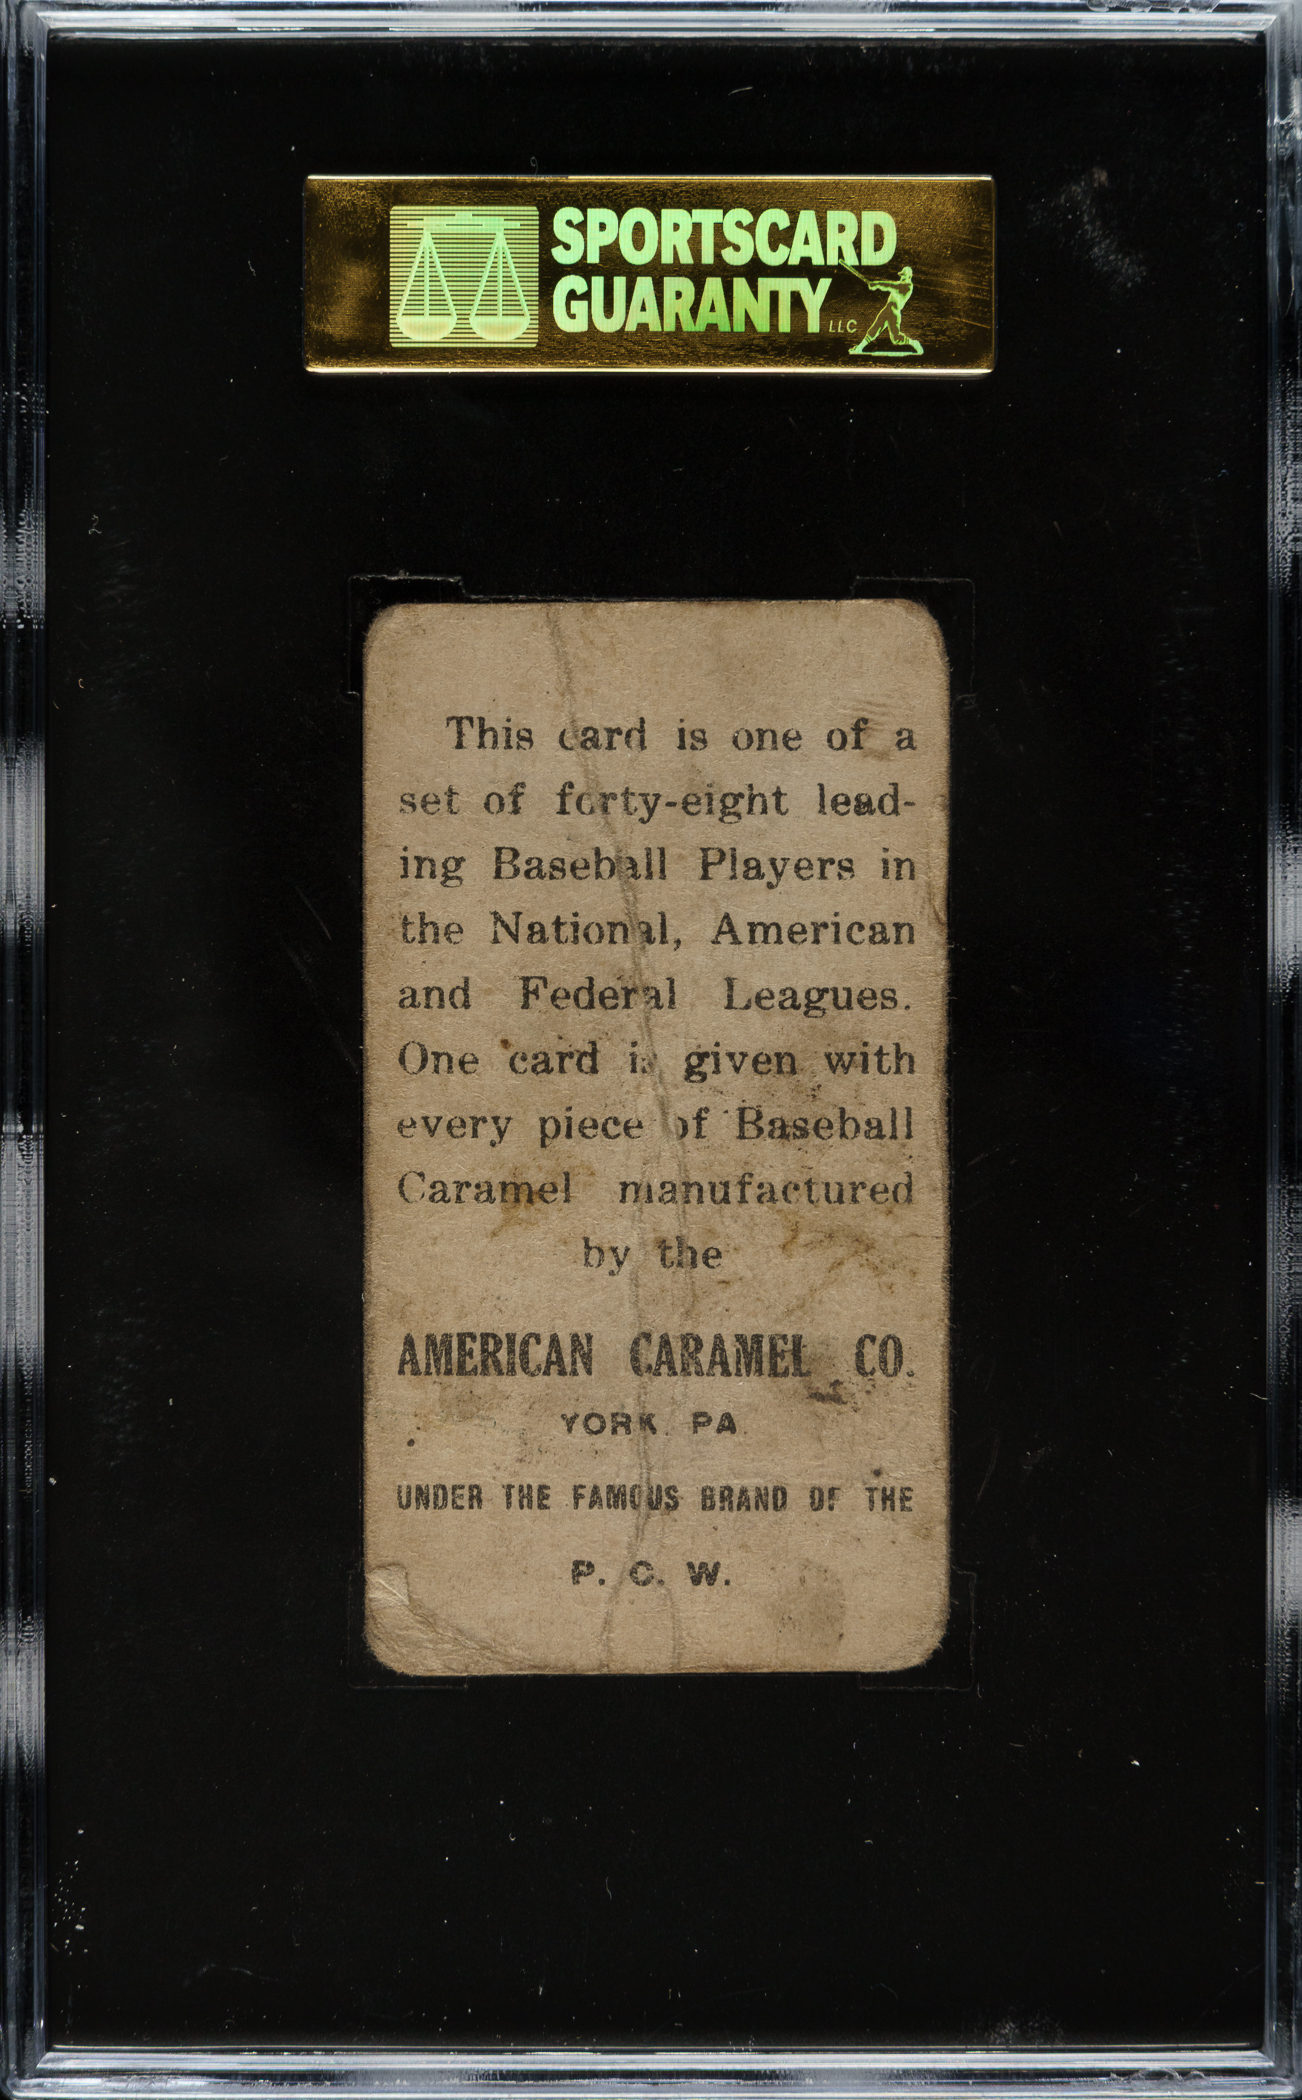 SPORTSCARD
GUARANTY LLC
This card is one of a
set of forty-eight lead-
ing Baseball Players in
the National, American
and Federal Leagues.
One card is given with
every piece of Baseball
Caramel manufactured
by the
AMERICAN CARAMEL CO.
YORK PA
UNDER THE FAMOUS BRAND OF THE
P. C. W.